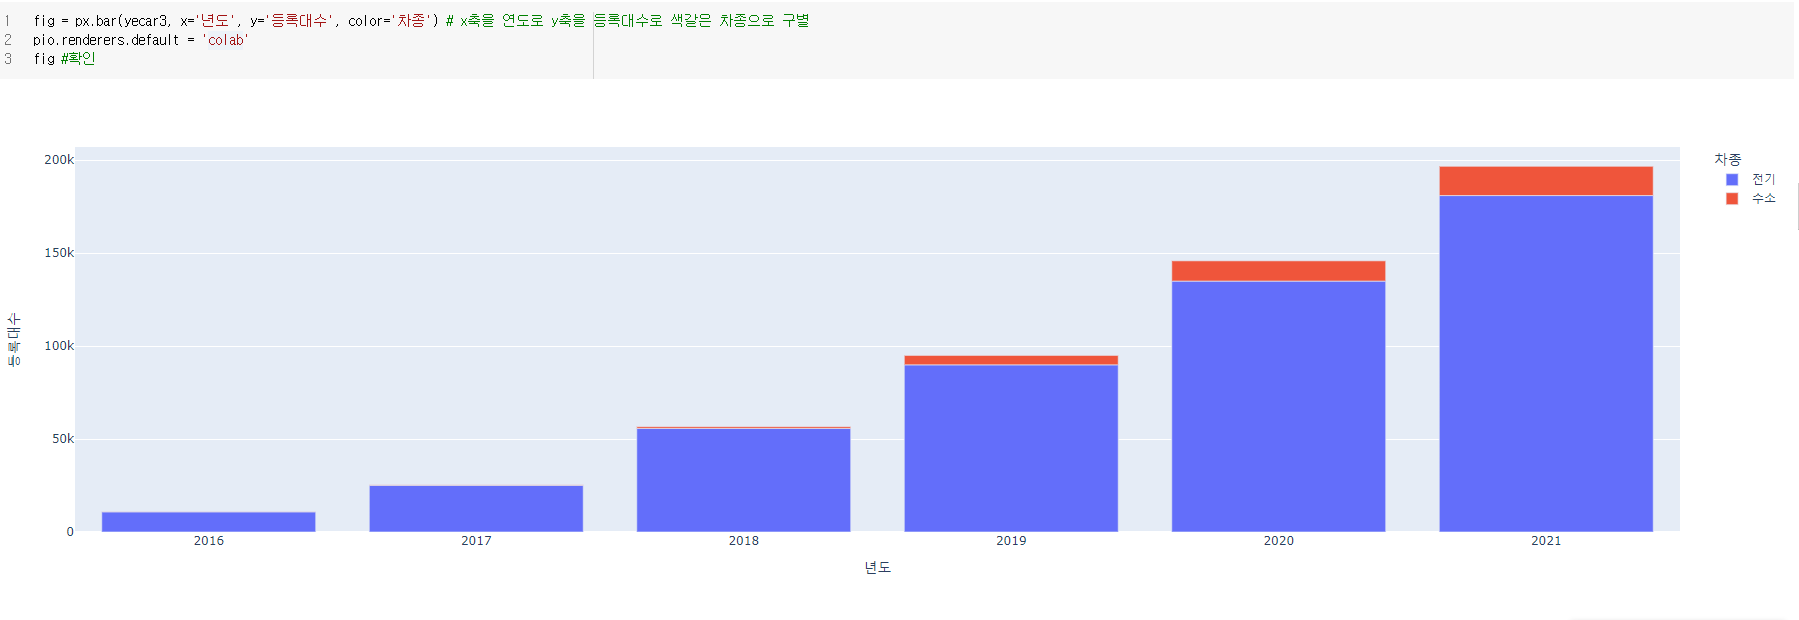 1 fig = px.bar(yecar3, x='년도', y='등록대수', color='차종') # x축을 연도로 y축을 등록대수로 색깔은 차종으로 구별
2 pio.renderers.default = 'colab'
3 fig #확인
200k
150k
100k
50k
0
등록대수
2016 2017 2018 2019 2020 2021
년도
차종
전기
수소